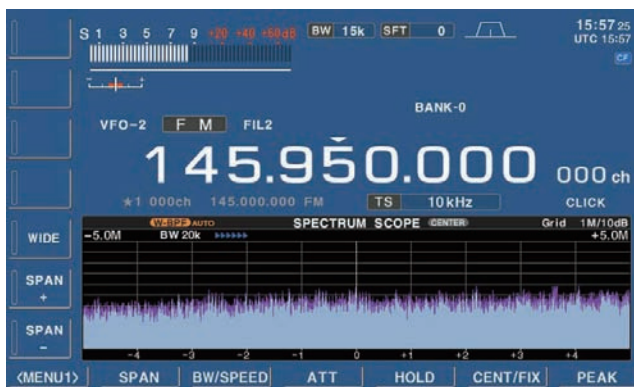 S 1 3 5 7 9 +20 +40 +60dB BW 15k SFT 0 15:57 25
UTC 15:57
CF
BANK-0
VFO-2 FM FIL2
145.950.000 000 ch
★1 000ch 145.000.000 FM TS 10kHz CLICK
W-BPF AUTO SPECTRUM SCOPE CENTER Grid 1M/10dB
WIDE -5.0M BW 20k ▸▸▸▸▸▸ +5.0M
SPAN
+
SPAN
-
-4 -3 -2 -1 0 +1 +2 +3 +4
<MENU1> SPAN BW/SPEED ATT HOLD CENT/FIX PEAK